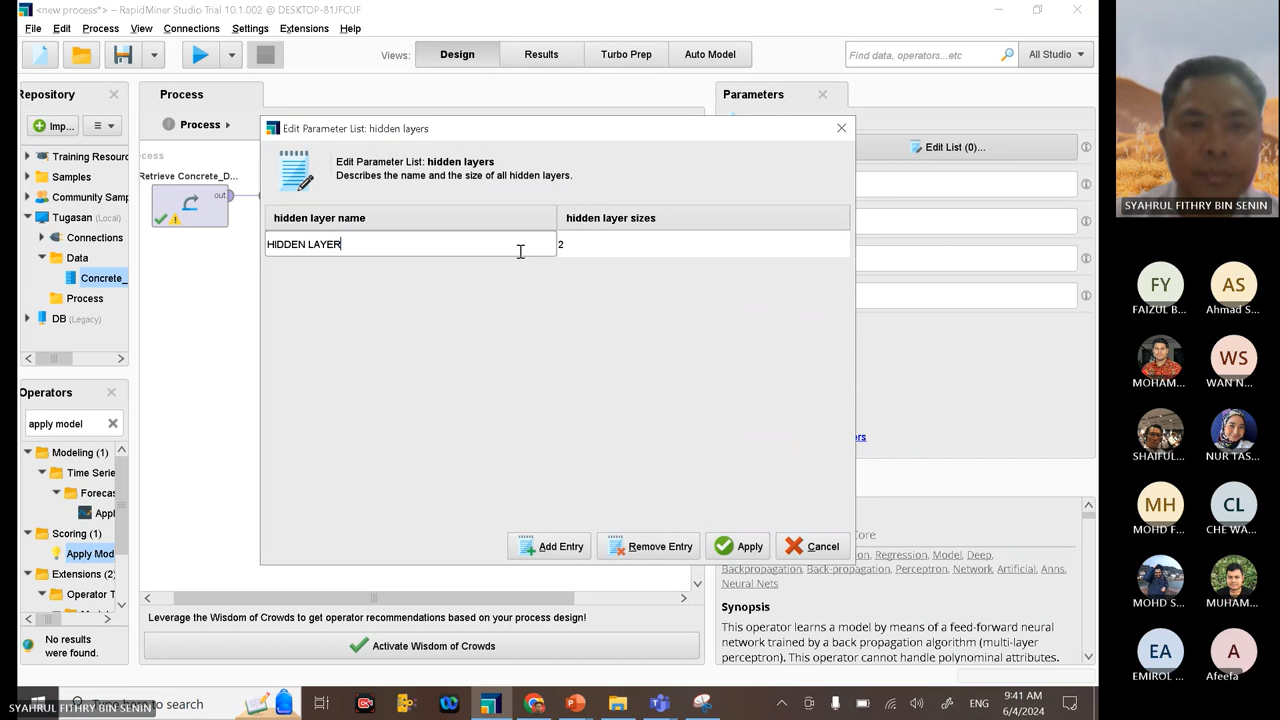 <new process*> – RapidMiner Studio Trial 10.1.002 @ DESKTOP-81JFCUF
File Edit Process View Connections Settings Extensions Help
Views: Design Results Turbo Prep Auto Model
Find data, operators...etc
All Studio
Repository
Process
Parameters
Imp...
Process
Edit Parameter List: hidden layers
Edit List (0)...
Training Resourc
Samples
Community Samp
Tugasan (Local)
Connections
Data
Concrete_
Process
DB (Legacy)
ocess
Retrieve Concrete_D...
out
Edit Parameter List: hidden layers
Describes the name and the size of all hidden layers.
hidden layer name
hidden layer sizes
HIDDEN LAYER
2
ers
Add Entry
Remove Entry
Apply
Cancel
Operators
apply model
Modeling (1)
Time Serie
Forecas
Appl
Scoring (1)
Apply Mod
Extensions (2)
Operator T
No results
were found.
Leverage the Wisdom of Crowds to get operator recommendations based on your process design!
Activate Wisdom of Crowds
Core
, Regression, Model, Deep,
Backpropagation, Back-propagation, Perceptron, Network, Artificial, Anns,
Neural Nets
Synopsis
This operator learns a model by means of a feed-forward neural
network trained by a back propagation algorithm (multi-layer
perceptron). This operator cannot handle polynominal attributes.
Type here to search
SYAHRUL FITHRY BIN SENIN
ENG
9:41 AM
6/4/2024
SYAHRUL FITHRY BIN SENIN
FY
FAIZUL B...
AS
Ahmad S...
MOHAM...
WS
WAN N...
SHAIFUL...
NUR TAS...
MH
MOHD F...
CL
CHE WA...
MOHD S...
MUHAM...
EA
EMIROL ...
A
Afeefa